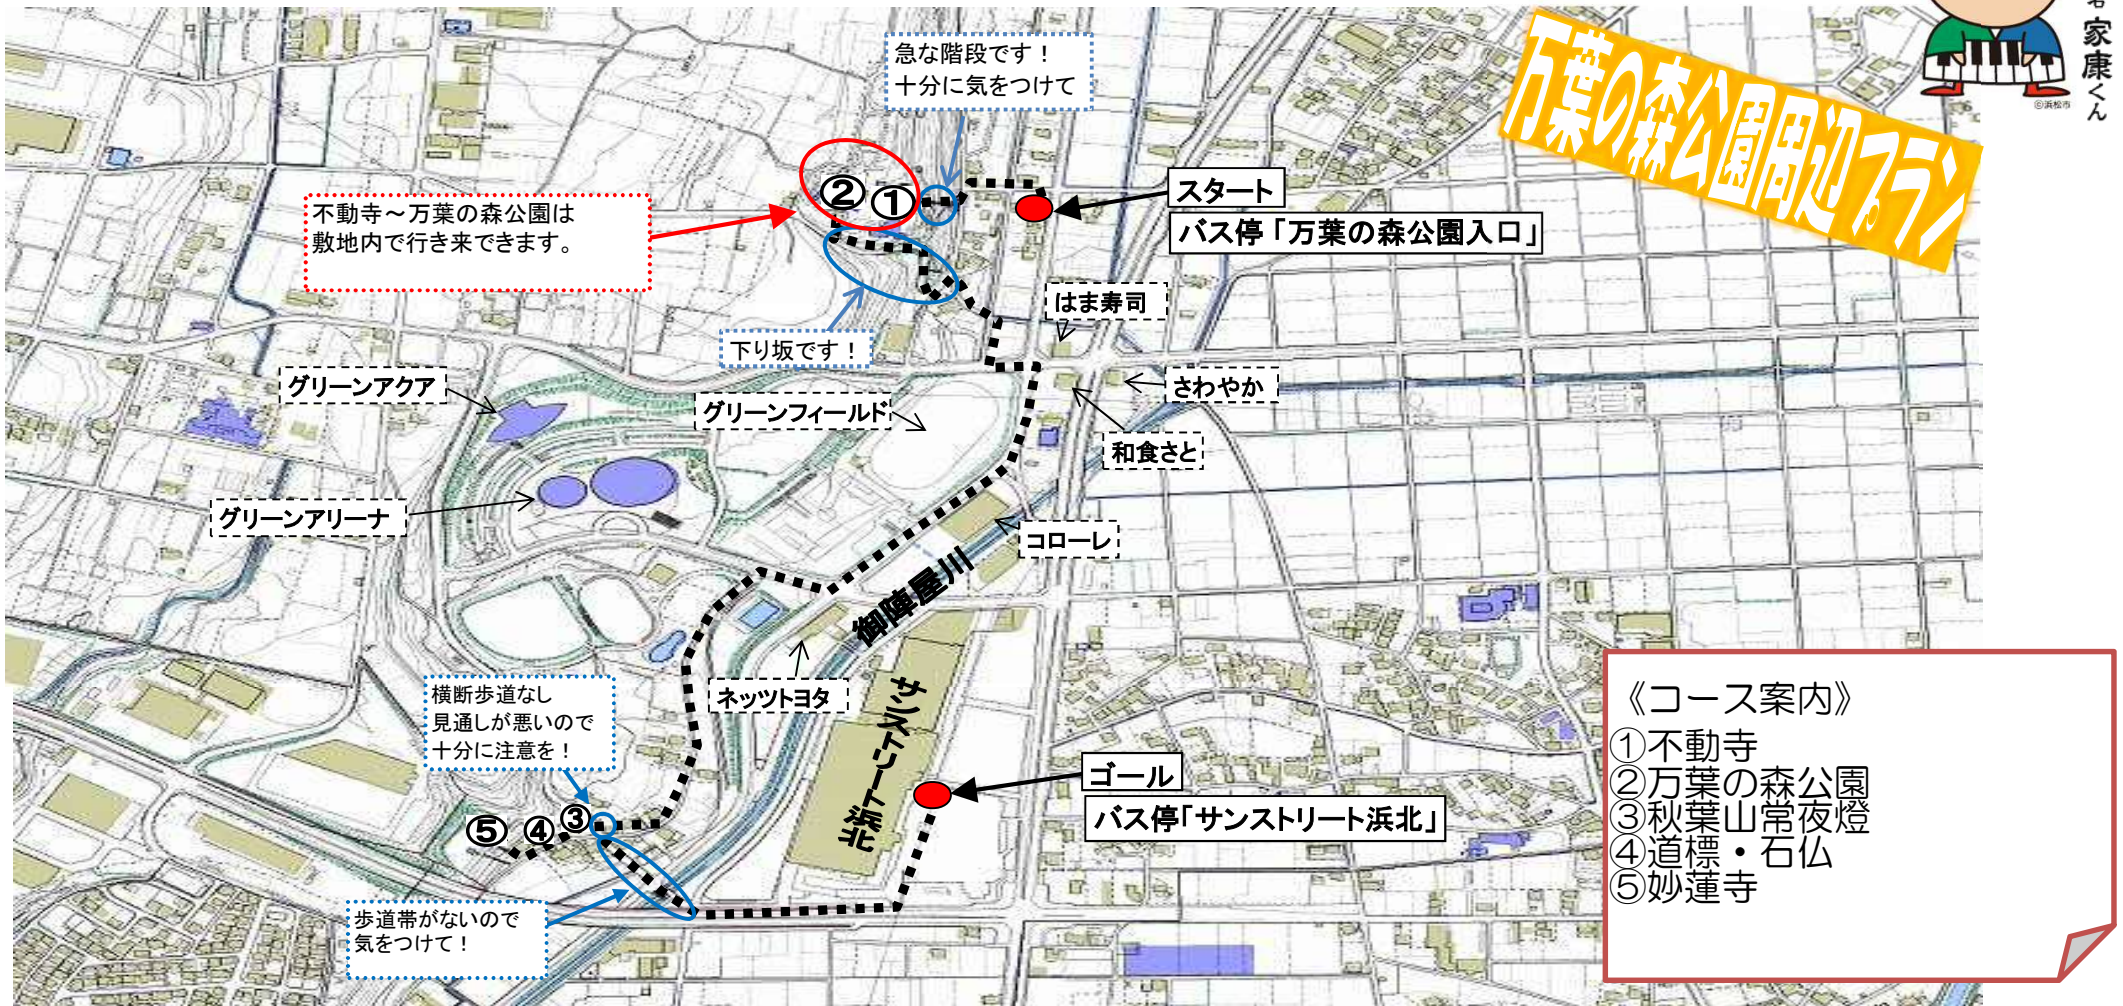 急な階段です！
十分に気をつけて
万葉の森公園周辺プラン
家康くん
©浜松市
②
①
スタート
バス停「万葉の森公園入口」
不動寺～万葉の森公園は
敷地内で行き来できます。
はま寿司
下り坂です！
グリーンアクア
グリーンフィールド
さわやか
和食さと
グリーンアリーナ
コローレ
御陣屋川
ネッツトヨタ
サンストリート浜北
横断歩道なし
見通しが悪いので
十分に注意を！
ゴール
バス停「サンストリート浜北」
⑤
④
③
歩道帯がないので
気をつけて！
《コース案内》
①不動寺
②万葉の森公園
③秋葉山常夜燈
④道標・石仏
⑤妙蓮寺